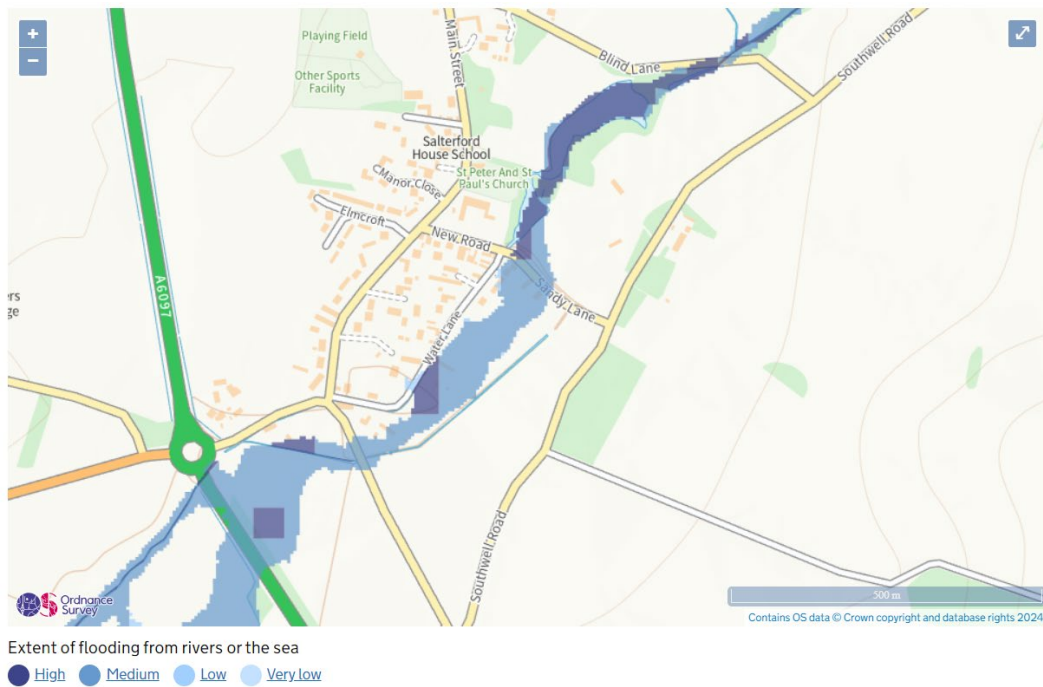 +
−
Playing Field
Other Sports
Facility
Main Street
Blind Lane
Southwell Road
Salterford
House School
St Peter And St
Paul's Church
CManor Close
Elmcroft
New Road
Sandy Lane
Water Lane
A6097
ers
ge
Southwell Road
Ordnance
Survey
500 m
Contains OS data © Crown copyright and database rights 2024
Extent of flooding from rivers or the sea
High Medium Low Very low